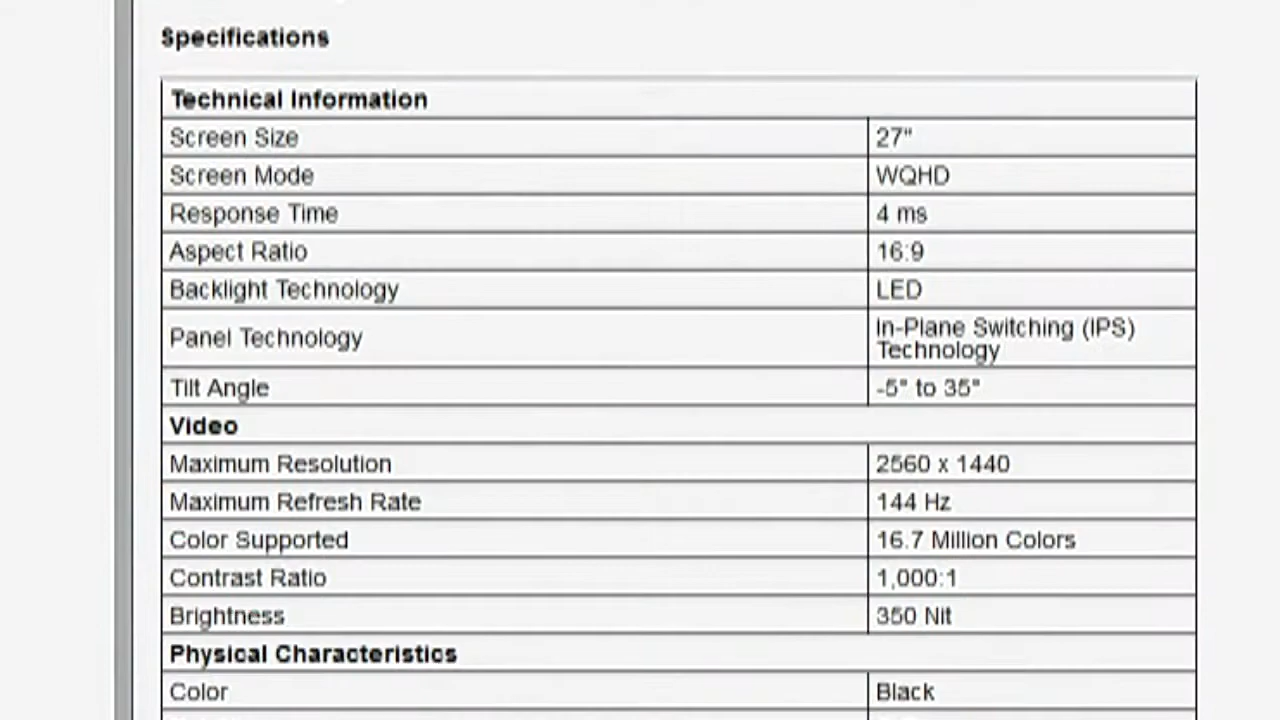 Specifications
Technical Information
Screen Size 27"
Screen Mode WQHD
Response Time 4 ms
Aspect Ratio 16:9
Backlight Technology LED
Panel Technology In-Plane Switching (IPS)
Technology
Tilt Angle -5° to 35°
Video
Maximum Resolution 2560 x 1440
Maximum Refresh Rate 144 Hz
Color Supported 16.7 Million Colors
Contrast Ratio 1,000:1
Brightness 350 Nit
Physical Characteristics
Color Black